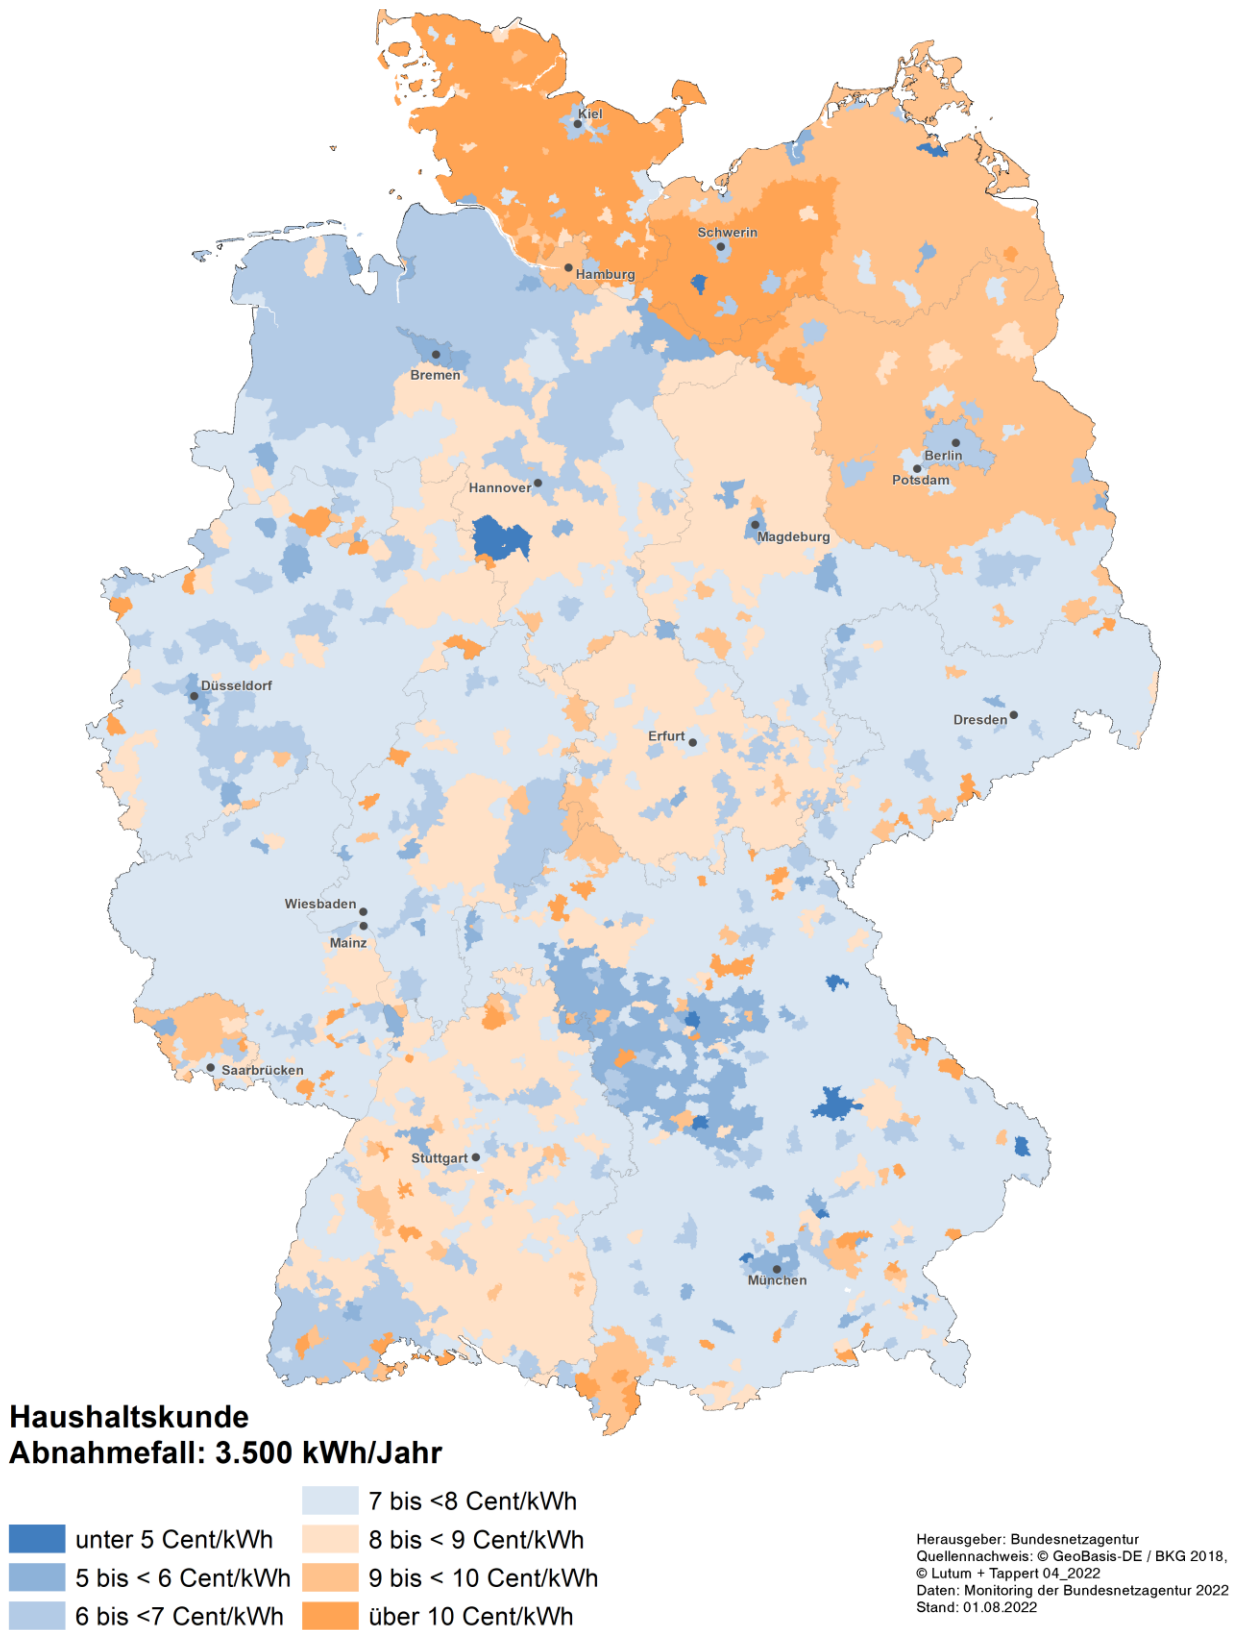 Kiel
Schwerin
Hamburg
Bremen
Berlin
Potsdam
Hannover
Magdeburg
Düsseldorf
Dresden
Erfurt
Wiesbaden
Mainz
Saarbrücken
Stuttgart
München
Haushaltskunde
Abnahmefall: 3.500 kWh/Jahr
unter 5 Cent/kWh
5 bis < 6 Cent/kWh
6 bis <7 Cent/kWh
7 bis <8 Cent/kWh
8 bis < 9 Cent/kWh
9 bis < 10 Cent/kWh
über 10 Cent/kWh
Herausgeber: Bundesnetzagentur
Quellennachweis: © GeoBasis-DE / BKG 2018,
© Lutum + Tappert 04_2022
Daten: Monitoring der Bundesnetzagentur 2022
Stand: 01.08.2022